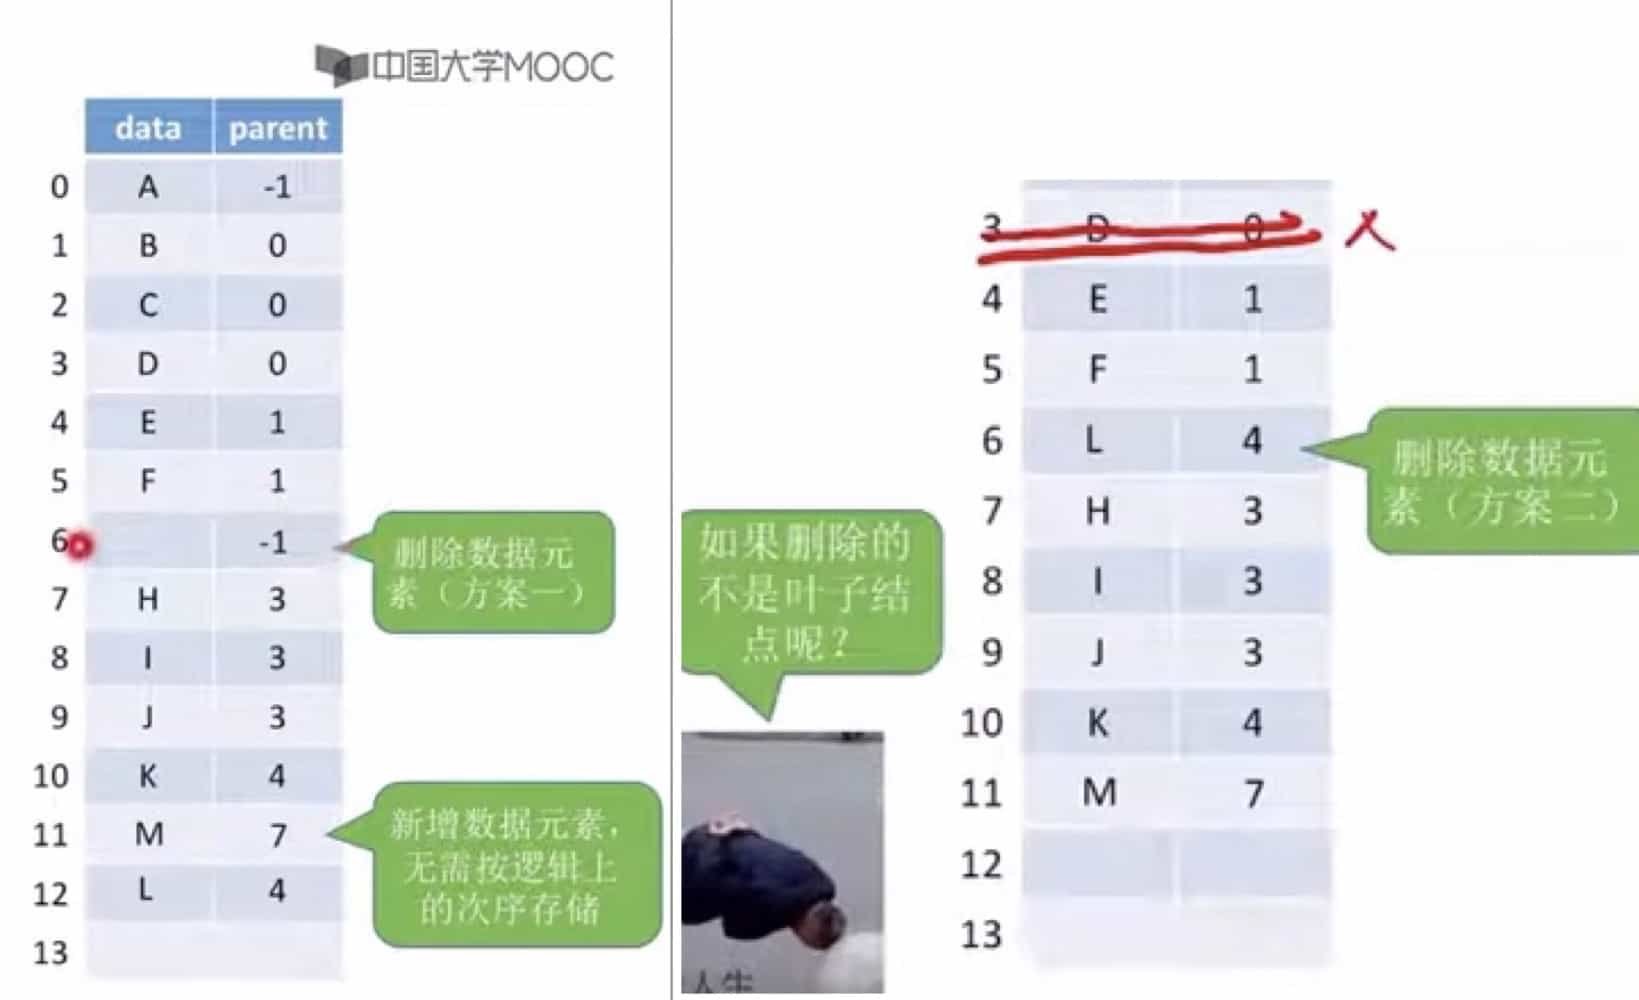 中国大学MOOC
data parent
0 A -1
1 B 0
2 C 0
3 D 0
4 E 1
5 F 1
6 -1
7 H 3
8 I 3
9 J 3
10 K 4
11 M 7
12 L 4
13
删除数据元
素（方案一）
新增数据元素，
无需按逻辑上
的次序存储
如果删除的
不是叶子结
点呢？
人生
3 D 0
4 E 1
5 F 1
6 L 4
7 H 3
8 I 3
9 J 3
10 K 4
11 M 7
12
13
删除数据元
素（方案二）